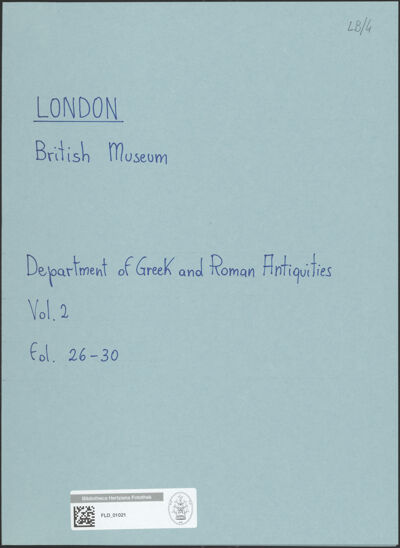 LB/4
LONDON
British Museum
Department of Greek and Roman Antiquities
Vol. 2
Fol. 26-30
Bibliotheca Hertziana Fotothek
FLD_01021